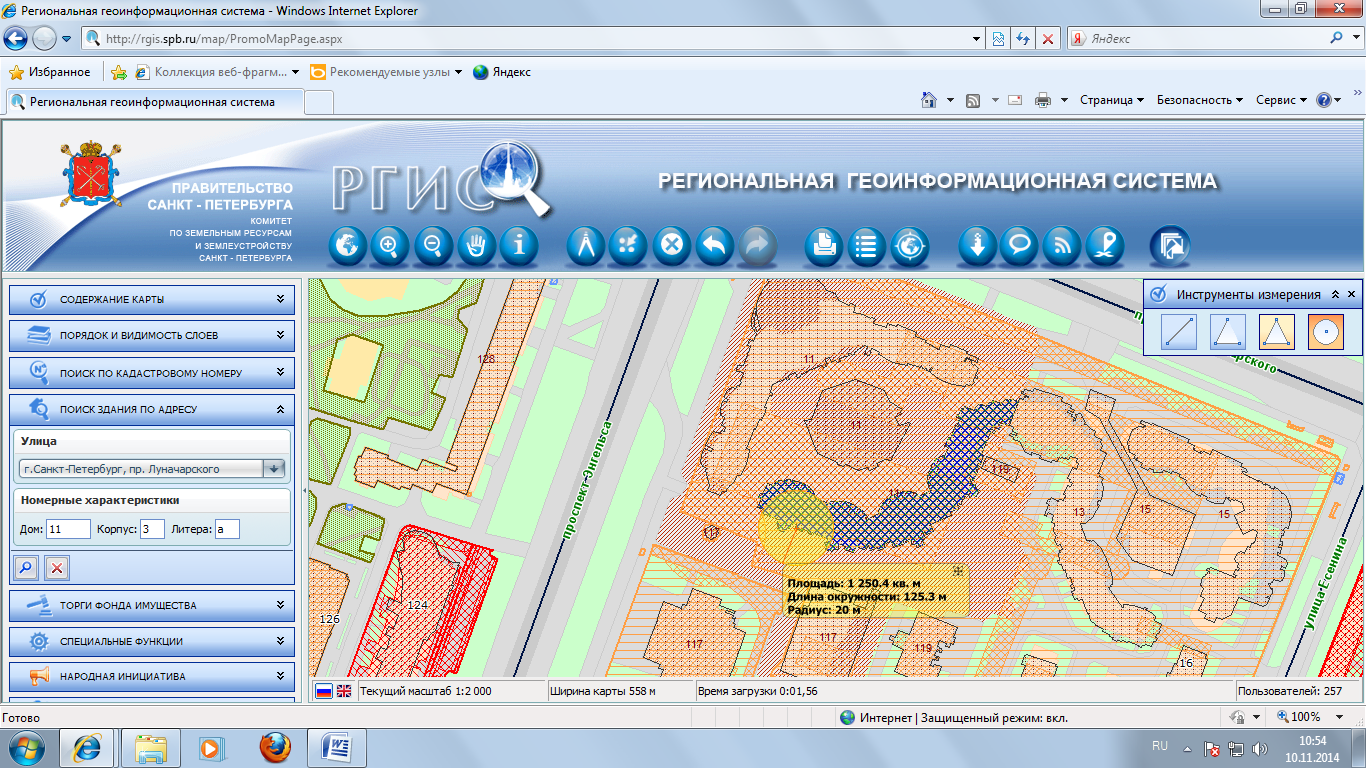 Региональная геоинформационная система - Windows Internet Explorer
http://rgis.spb.ru/map/PromoMapPage.aspx
Яндекс
Избранное
Коллекция веб-фрагм...
Рекомендуемые узлы
Яндекс
Региональная геоинформационная система
Страница
Безопасность
Сервис
ПРАВИТЕЛЬСТВО
САНКТ - ПЕТЕРБУРГА
КОМИТЕТ
ПО ЗЕМЕЛЬНЫМ РЕСУРСАМ
И ЗЕМЛЕУСТРОЙСТВУ
САНКТ - ПЕТЕРБУРГА
РГИС
РЕГИОНАЛЬНАЯ ГЕОИНФОРМАЦИОННАЯ СИСТЕМА
СОДЕРЖАНИЕ КАРТЫ
ПОРЯДОК И ВИДИМОСТЬ СЛОЕВ
ПОИСК ПО КАДАСТРОВОМУ НОМЕРУ
ПОИСК ЗДАНИЯ ПО АДРЕСУ
Улица
г.Санкт-Петербург, пр. Луначарского
Номерные характеристики
Дом: 11 Корпус: 3 Литера: а
ТОРГИ ФОНДА ИМУЩЕСТВА
СПЕЦИАЛЬНЫЕ ФУНКЦИИ
НАРОДНАЯ ИНИЦИАТИВА
Инструменты измерения
рского
128
11
11
119
13
15
15
проспект Энгельса
улица Есенина
124
126
117
117
119
16
Площадь: 1 250.4 кв. м
Длина окружности: 125.3 м
Радиус: 20 м
Текущий масштаб 1:2 000
Ширина карты 558 м
Время загрузки 0:01,56
Пользователей: 257
Готово
Интернет | Защищенный режим: вкл.
100%
RU
10:54
10.11.2014